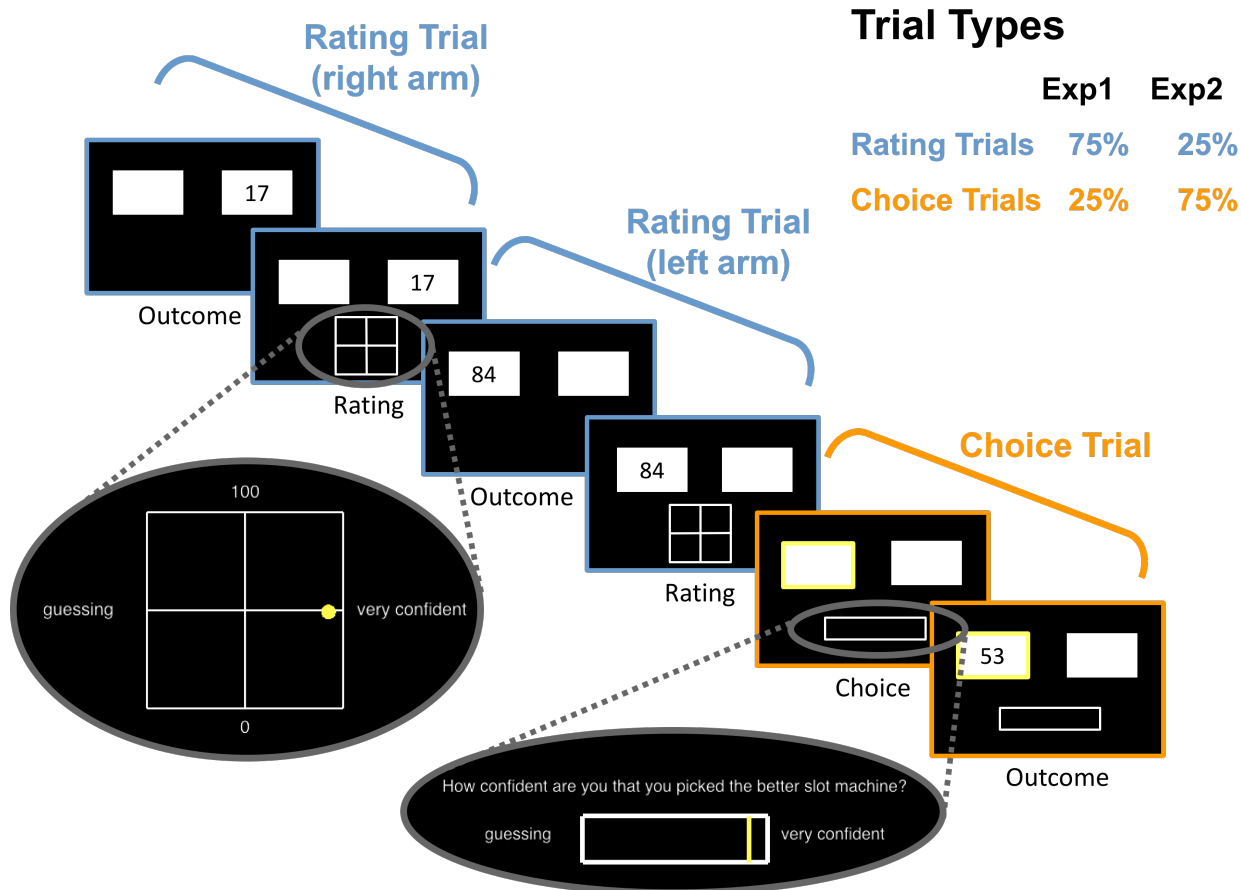 Trial Types
Exp1 Exp2
Rating Trials 75% 25%
Choice Trials 25% 75%
Rating Trial
(right arm)
17
Outcome
17
Rating
Rating Trial
(left arm)
84
Outcome
84
Rating
Choice Trial
Choice
53
Outcome
100
guessing very confident
0
How confident are you that you picked the better slot machine?
guessing very confident